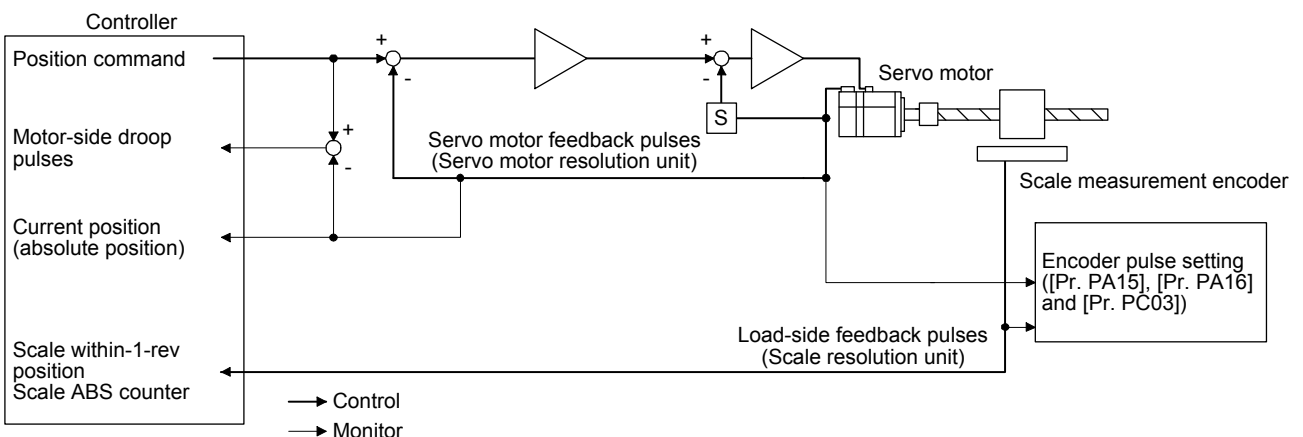 Controller
Position command
+
-
+
-
S
Servo motor
Motor-side droop
pulses
+
-
Servo motor feedback pulses
(Servo motor resolution unit)
Scale measurement encoder
Current position
(absolute position)
Encoder pulse setting
([Pr. PA15], [Pr. PA16]
and [Pr. PC03])
Load-side feedback pulses
(Scale resolution unit)
Scale within-1-rev
position
Scale ABS counter
Control
Monitor